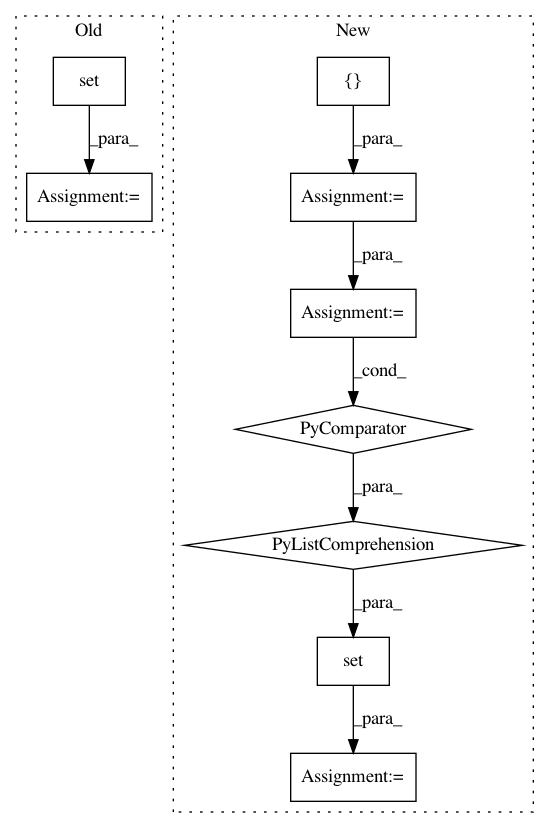 Old
New
set
{}
_para_
_para_
Assignment:=
Assignment:=
_para_
Assignment:=
_cond_
PyComparator
_para_
PyListComprehension
_para_
set
_para_
Assignment:=